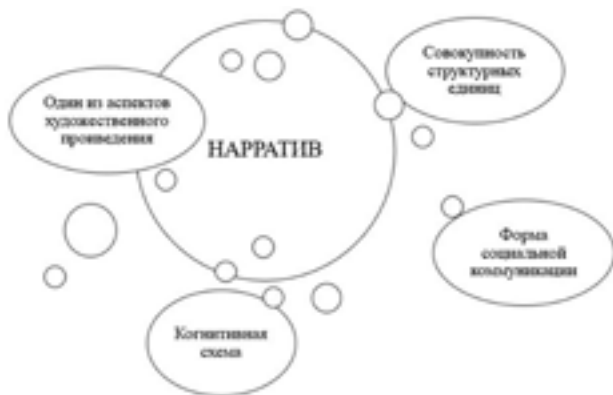 Совокупность
структурных
единиц
Один из аспектов
художественного
произведения
НАРРАТИВ
Форма
социальной
коммуникации
Когнитивная
схема